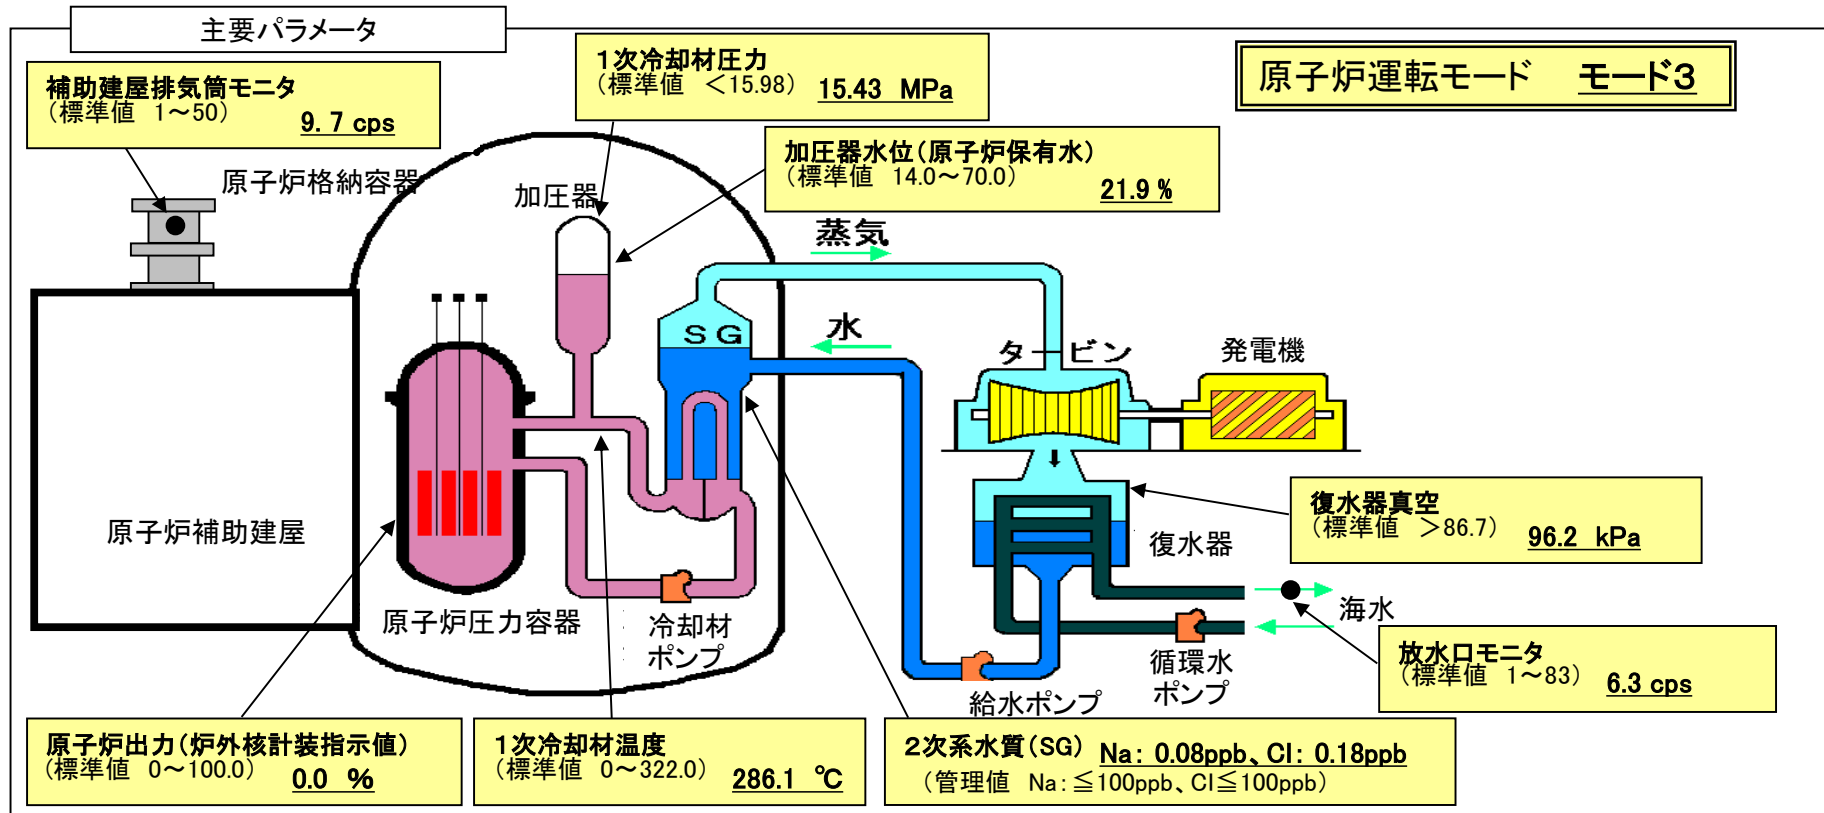 主要パラメータ
補助建屋排気筒モニタ
(標準値 1～50) 9.7 cps
1次冷却材圧力
(標準値 ＜15.98) 15.43 MPa
原子炉運転モード モード3
加圧器水位(原子炉保有水)
(標準値 14.0～70.0)
21.9 %
原子炉格納容器
加圧器
蒸気
SG
水
タービン
発電機
原子炉補助建屋
復水器真空
(標準値 ＞86.7) 96.2 kPa
復水器
海水
原子炉圧力容器
冷却材
ポンプ
循環水
ポンプ
給水ポンプ
放水口モニタ
(標準値 1～83) 6.3 cps
原子炉出力(炉外核計装指示値)
(標準値 0～100.0) 0.0 %
1次冷却材温度
(標準値 0～322.0) 286.1 ℃
2次系水質(SG) Na: 0.08ppb、Cl: 0.18ppb
(管理値 Na:≦100ppb、Cl≦100ppb)